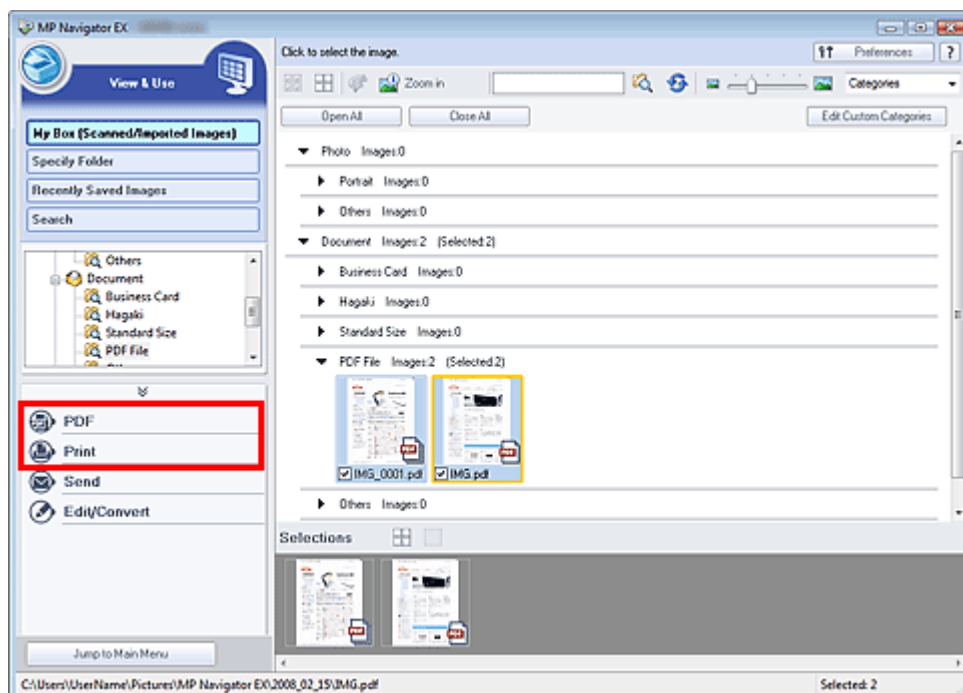 MP Navigator EX
Click to select the image.
Preferences
?
View & Use
Zoom in
Categories
Open All
Close All
Edit Custom Categories
My Box (Scanned/Imported Images)
Specify Folder
Recently Saved Images
Search
Others
Document
Business Card
Hagaki
Standard Size
PDF File
PDF
Print
Send
Edit/Convert
Jump to Main Menu
Photo Images:0
Portrait Images:0
Others Images:0
Document Images:2 (Selected:2)
Business Card Images:0
Hagaki Images:0
Standard Size Images:0
PDF File Images:2 (Selected:2)
PDF
PDF
IMG_0001.pdf
IMG.pdf
Others Images:0
Selections
PDF
PDF
C:\Users\UserName\Pictures\MP Navigator EX\2008_02_15\IMG.pdf
Selected: 2